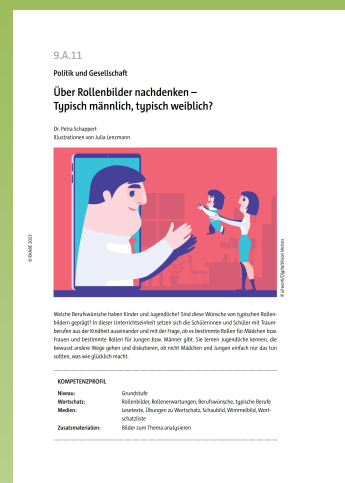 9.A.11
Politik und Gesellschaft
Über Rollenbilder nachdenken –
Typisch männlich, typisch weiblich?
Dr. Petra Schappert
Illustrationen von Julia Lenzmann
© RAABE 2023
Welche Berufswünsche haben Kinder und Jugendliche? Sind diese Wünsche von typischen Rollen-
bildern geprägt? In dieser Unterrichtseinheit setzen sich die Schülerinnen und Schüler mit Traum-
berufen aus der Kindheit auseinander und mit der Frage, ob es bestimmte Rollen für Mädchen bzw.
Frauen und bestimmte Rollen für Jungen bzw. Männer gibt. Sie lernen Jugendliche kennen, die
bewusst andere Wege gehen und diskutieren, ob nicht Mädchen und Jungen einfach nur das tun
sollten, was wie glücklich macht.
KOMPETENZPROFIL
Niveau: Grundstufe
Wortschatz: Rollenbilder, Rollenerwartungen, Berufswünsche, typische Berufe
Medien: Lesetexte, Übungen zu Wortschatz, Schaubild, Wimmelbild, Wort-
schatzliste
Zusatzmaterialien: Bilder zum Thema analysieren